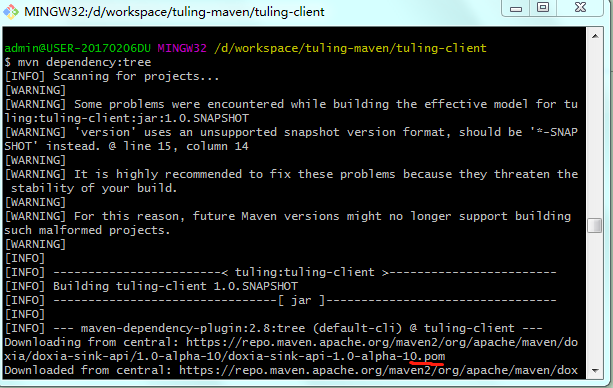 MINGW32:/d/workspace/tuling-maven/tuling-client
admin@USER-20170206DU MINGW32 /d/workspace/tuling-maven/tuling-client
$ mvn dependency:tree
[INFO] Scanning for projects...
[WARNING]
[WARNING] Some problems were encountered while building the effective model for tu
ling:tuling-client:jar:1.0.SNAPSHOT
[WARNING] 'version' uses an unsupported snapshot version format, should be '*-SNAP
SHOT' instead. @ line 15, column 14
[WARNING]
[WARNING] It is highly recommended to fix these problems because they threaten the
 stability of your build.
[WARNING]
[WARNING] For this reason, future Maven versions might no longer support building
such malformed projects.
[WARNING]
[INFO]
[INFO] ------------------------< tuling:tuling-client >------------------------
[INFO] Building tuling-client 1.0.SNAPSHOT
[INFO] --------------------------------[ jar ]---------------------------------
[INFO]
[INFO] --- maven-dependency-plugin:2.8:tree (default-cli) @ tuling-client ---
Downloading from central: https://repo.maven.apache.org/maven2/org/apache/maven/do
xia/doxia-sink-api/1.0-alpha-10/doxia-sink-api-1.0-alpha-10.pom
Downloaded from central: https://repo.maven.apache.org/maven2/org/apache/maven/dox